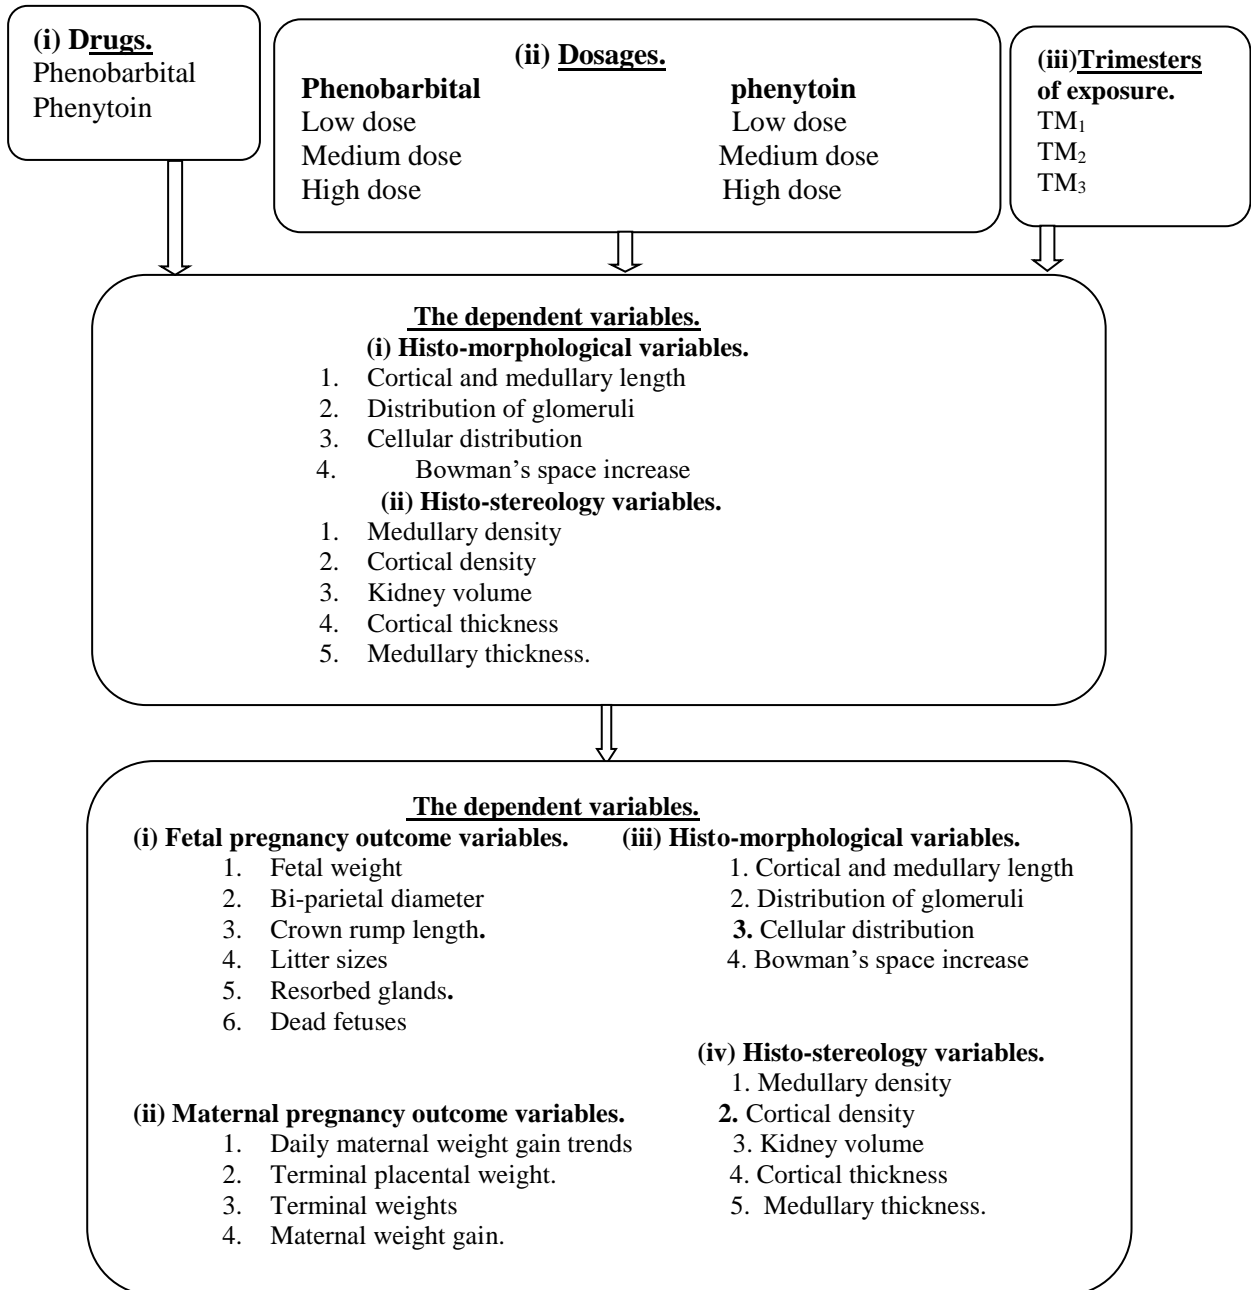 (i) Drugs.
Phenobarbital
Phenytoin
(ii) Dosages.
Phenobarbital phenytoin
Low dose Low dose
Medium dose Medium dose
High dose High dose
(iii)Trimesters
of exposure.
TM₁
TM₂
TM₃
The dependent variables.
(i) Histo-morphological variables.
1. Cortical and medullary length
2. Distribution of glomeruli
3. Cellular distribution
4. Bowman's space increase
(ii) Histo-stereology variables.
1. Medullary density
2. Cortical density
3. Kidney volume
4. Cortical thickness
5. Medullary thickness.
The dependent variables.
(i) Fetal pregnancy outcome variables.
1. Fetal weight
2. Bi-parietal diameter
3. Crown rump length.
4. Litter sizes
5. Resorbed glands.
6. Dead fetuses
(ii) Maternal pregnancy outcome variables.
1. Daily maternal weight gain trends
2. Terminal placental weight.
3. Terminal weights
4. Maternal weight gain.
(iii) Histo-morphological variables.
1. Cortical and medullary length
2. Distribution of glomeruli
3. Cellular distribution
4. Bowman's space increase
(iv) Histo-stereology variables.
1. Medullary density
2. Cortical density
3. Kidney volume
4. Cortical thickness
5. Medullary thickness.